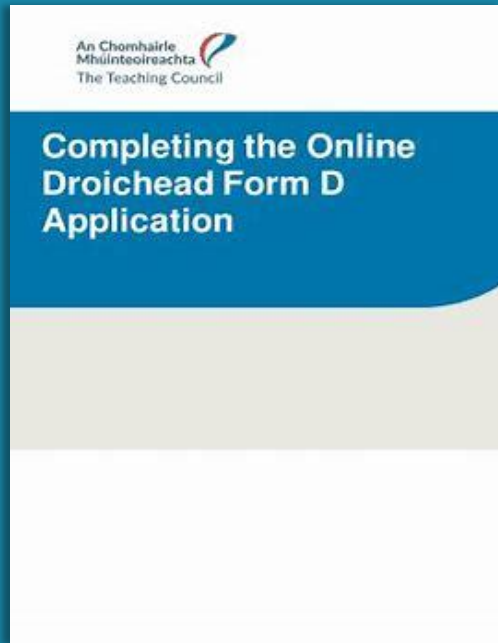 An Chomhairle
Mhúinteoireachta
The Teaching Council
Completing the Online
Droichead Form D
Application